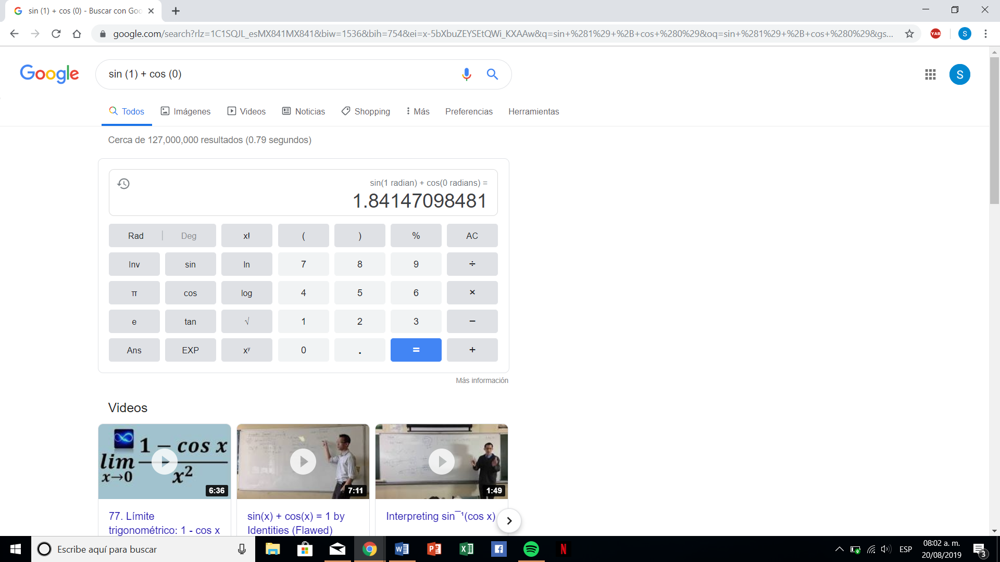 sin (1) + cos (0) - Buscar con Goo
google.com/search?rlz=1C1SQJL_esMX841MX841&biw=1536&bih=754&ei=x-5bXbuZEYSEtQWi_KXAAw&q=sin+%281%29+%2B+cos+%280%29&oq=sin+%281%29+%2B+cos+%280%29&gs...
YAB
S
Google
sin (1) + cos (0)
S
Todos Imágenes Videos Noticias Shopping Más Preferencias Herramientas
Cerca de 127,000,000 resultados (0.79 segundos)
sin(1 radian) + cos(0 radians) =
1.84147098481
Rad | Deg x! ( ) % AC
Inv sin ln 7 8 9 ÷
π cos log 4 5 6 ×
e tan √ 1 2 3 −
Ans EXP xʸ 0 . = +
Más información
Videos
lim x→0 1 − cos x / x²
6:36
7:11
1:49
77. Límite
trigonométrico: 1 - cos x
sin(x) + cos(x) = 1 by
Identities (Flawed)
Interpreting sin¯¹(cos x)
Escribe aquí para buscar
ESP
08:02 a. m.
20/08/2019
3